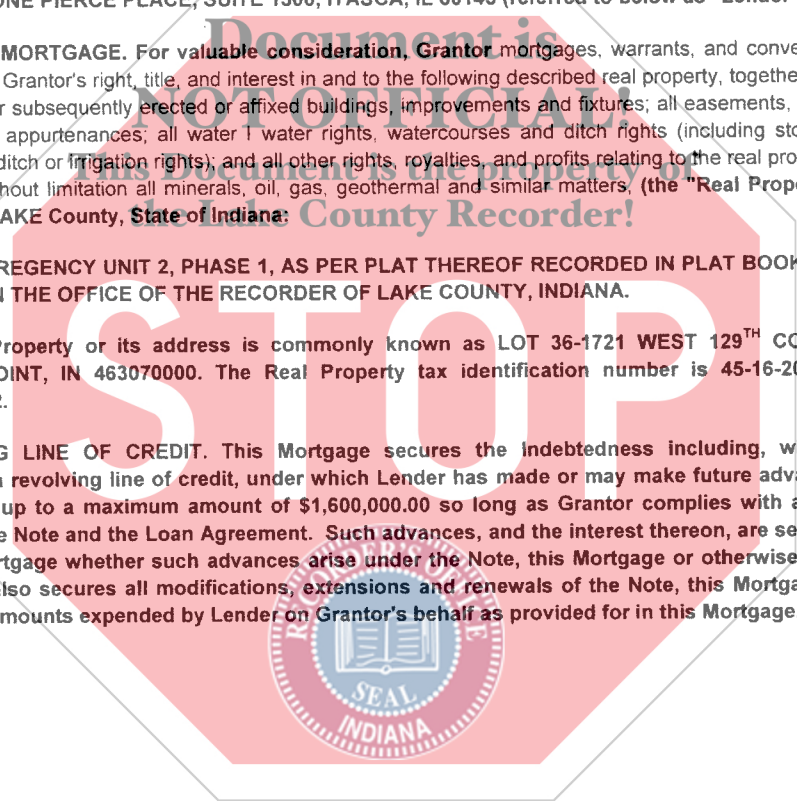 ONE PIERCE PLACE, SUITE 1500, ITASCA, IL 60143 (referred to below as "Lender
MORTGAGE. For valuable consideration, Grantor mortgages, warrants, and conve
Grantor's right, title, and interest in and to the following described real property, togethe
r subsequently erected or affixed buildings, improvements and fixtures; all easements,
appurtenances; all water l water rights, watercourses and ditch rights (including sto
ditch or irrigation rights); and all other rights, royalties, and profits relating to the real pro
hout limitation all minerals, oil, gas, geothermal and similar matters, (the "Real Prope
AKE County, State of Indiana:
Document is
NOT OFFICIAL!
This Document is the property of
the Lake County Recorder!
REGENCY UNIT 2, PHASE 1, AS PER PLAT THEREOF RECORDED IN PLAT BOOK
N THE OFFICE OF THE RECORDER OF LAKE COUNTY, INDIANA.
Property or its address is commonly known as LOT 36-1721 WEST 129TH CO
OINT, IN 463070000. The Real Property tax identification number is 45-16-20
2.
G LINE OF CREDIT. This Mortgage secures the Indebtedness including, w
revolving line of credit, under which Lender has made or may make future adva
up to a maximum amount of $1,600,000.00 so long as Grantor complies with a
e Note and the Loan Agreement. Such advances, and the interest thereon, are se
rtgage whether such advances arise under the Note, this Mortgage or otherwise
lso secures all modifications, extensions and renewals of the Note, this Mortga
mounts expended by Lender on Grantor's behalf as provided for in this Mortgage
STOP
RECORDER'S OFFICE
SEAL
INDIANA